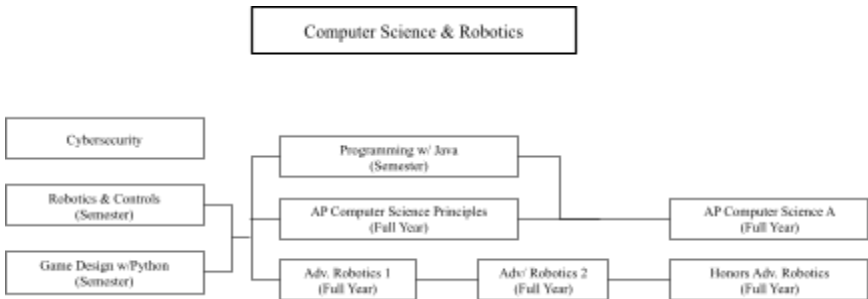 Computer Science & Robotics
Cybersecurity
Programming w/ Java
(Semester)
Robotics & Controls
(Semester)
AP Computer Science Principles
(Full Year)
AP Computer Science A
(Full Year)
Game Design w/Python
(Semester)
Adv. Robotics 1
(Full Year)
Adv/ Robotics 2
(Full Year)
Honors Adv. Robotics
(Full Year)